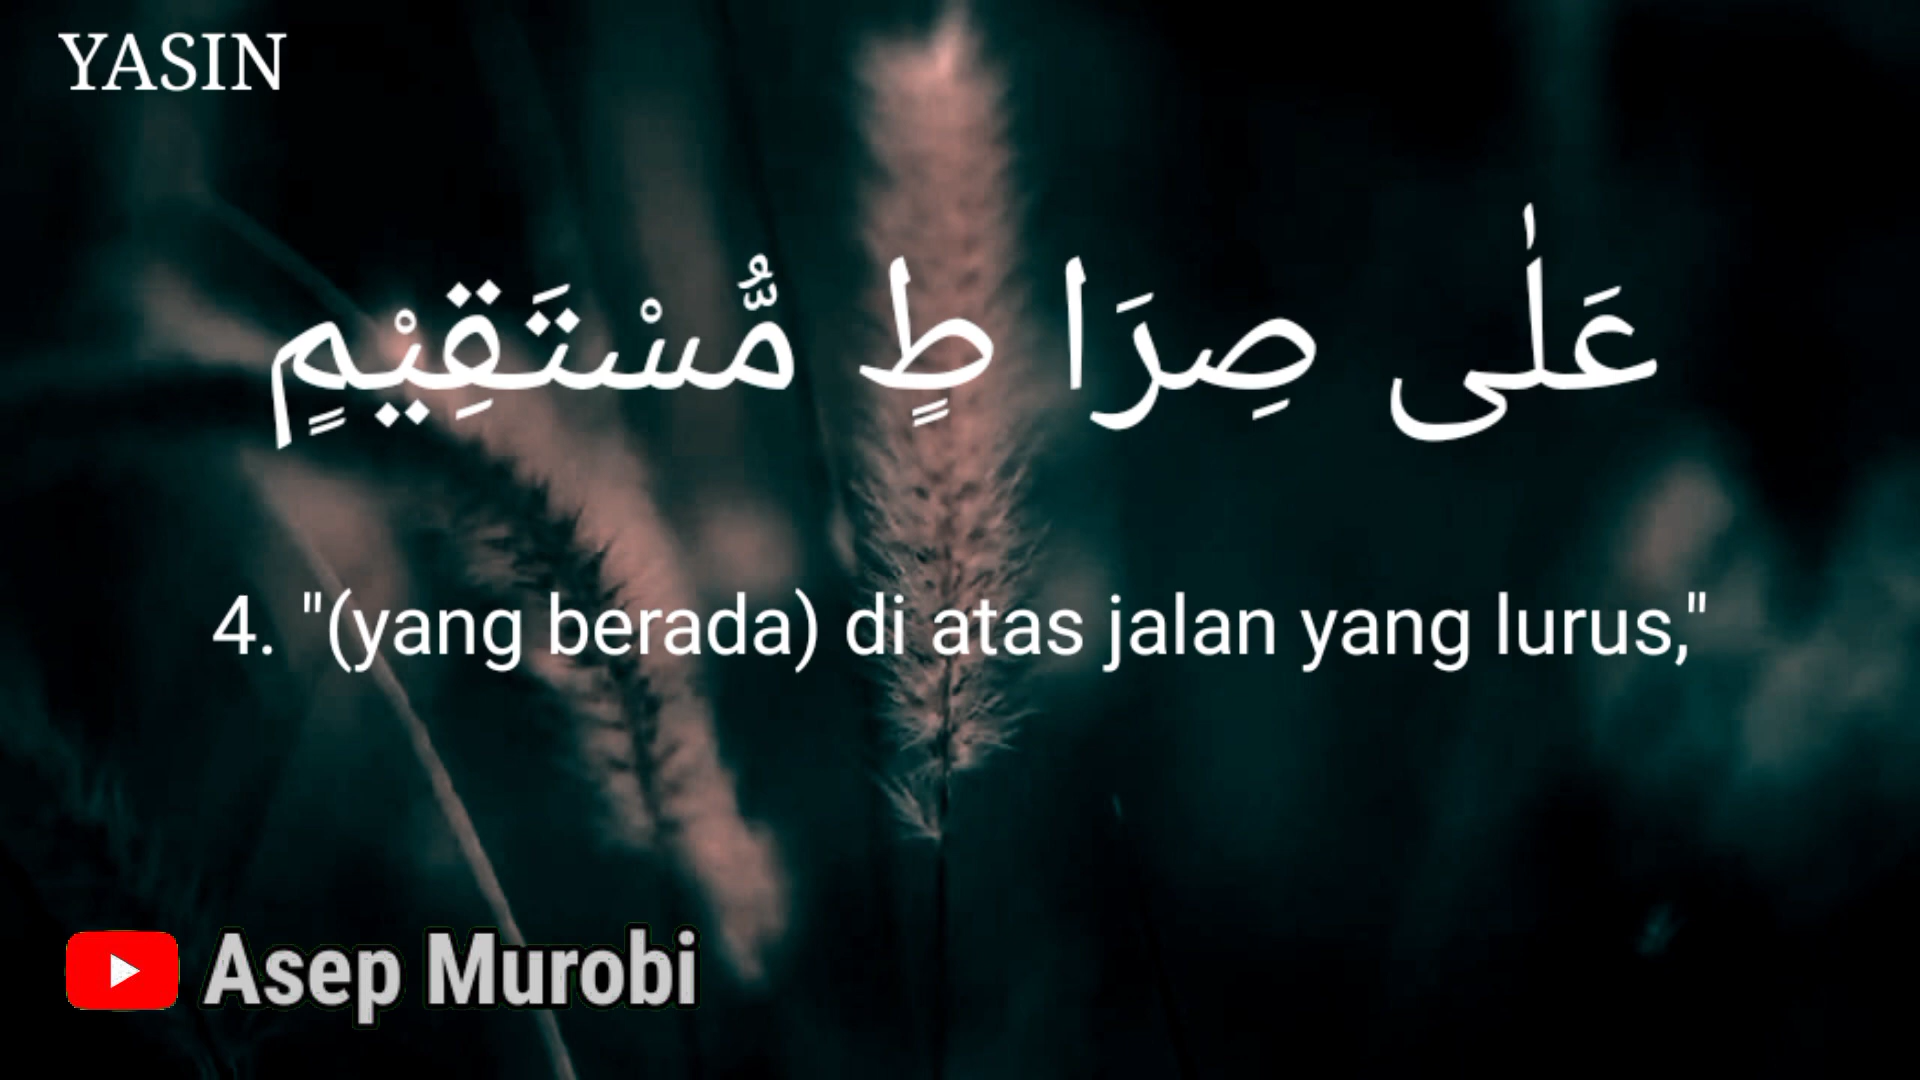 YASIN
عَلٰى صِرَا طٍ مُّسْتَقِيْمٍ
4. "(yang berada) di atas jalan yang lurus,"
Asep Murobi